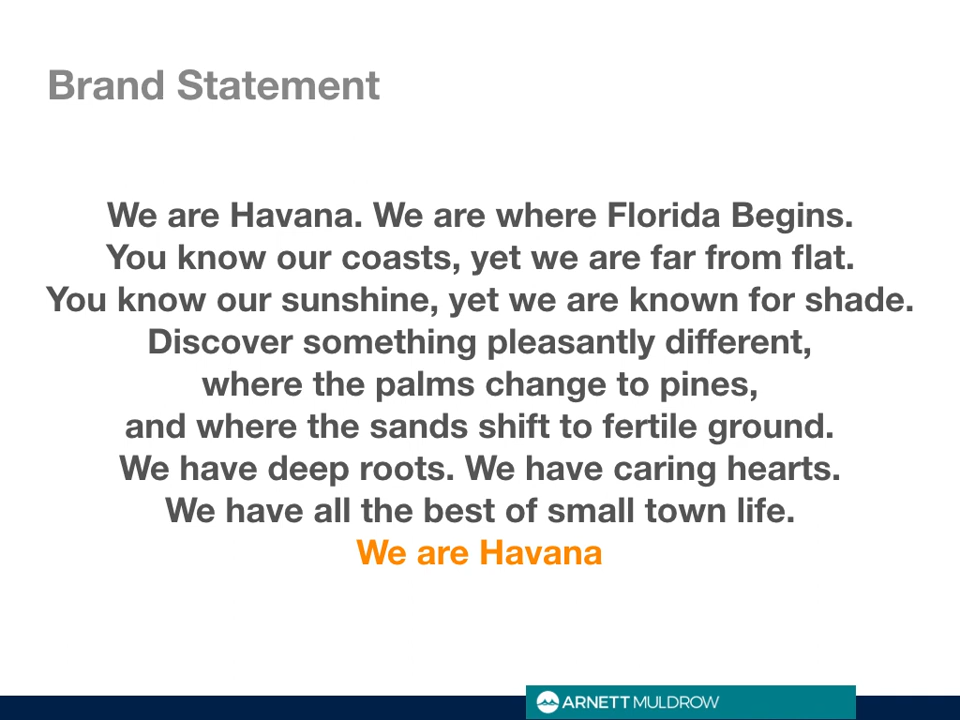 Brand Statement
We are Havana. We are where Florida Begins.
You know our coasts, yet we are far from flat.
You know our sunshine, yet we are known for shade.
Discover something pleasantly different,
where the palms change to pines,
and where the sands shift to fertile ground.
We have deep roots. We have caring hearts.
We have all the best of small town life.
We are Havana
ARNETT MULDROW